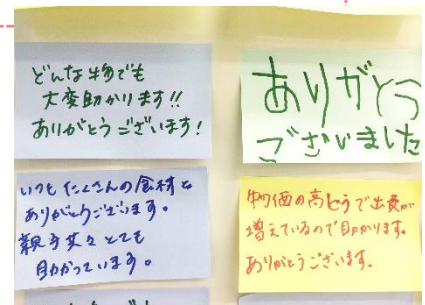 どんな物でも
大変助かります!!
ありがとうございます!
ありがとう
ございました
いつもたくさんの食材を
ありがとうございます。
親子共々とても
助かっています。
物価の高とうで出費が
増えているので助かります。
ありがとうございます。